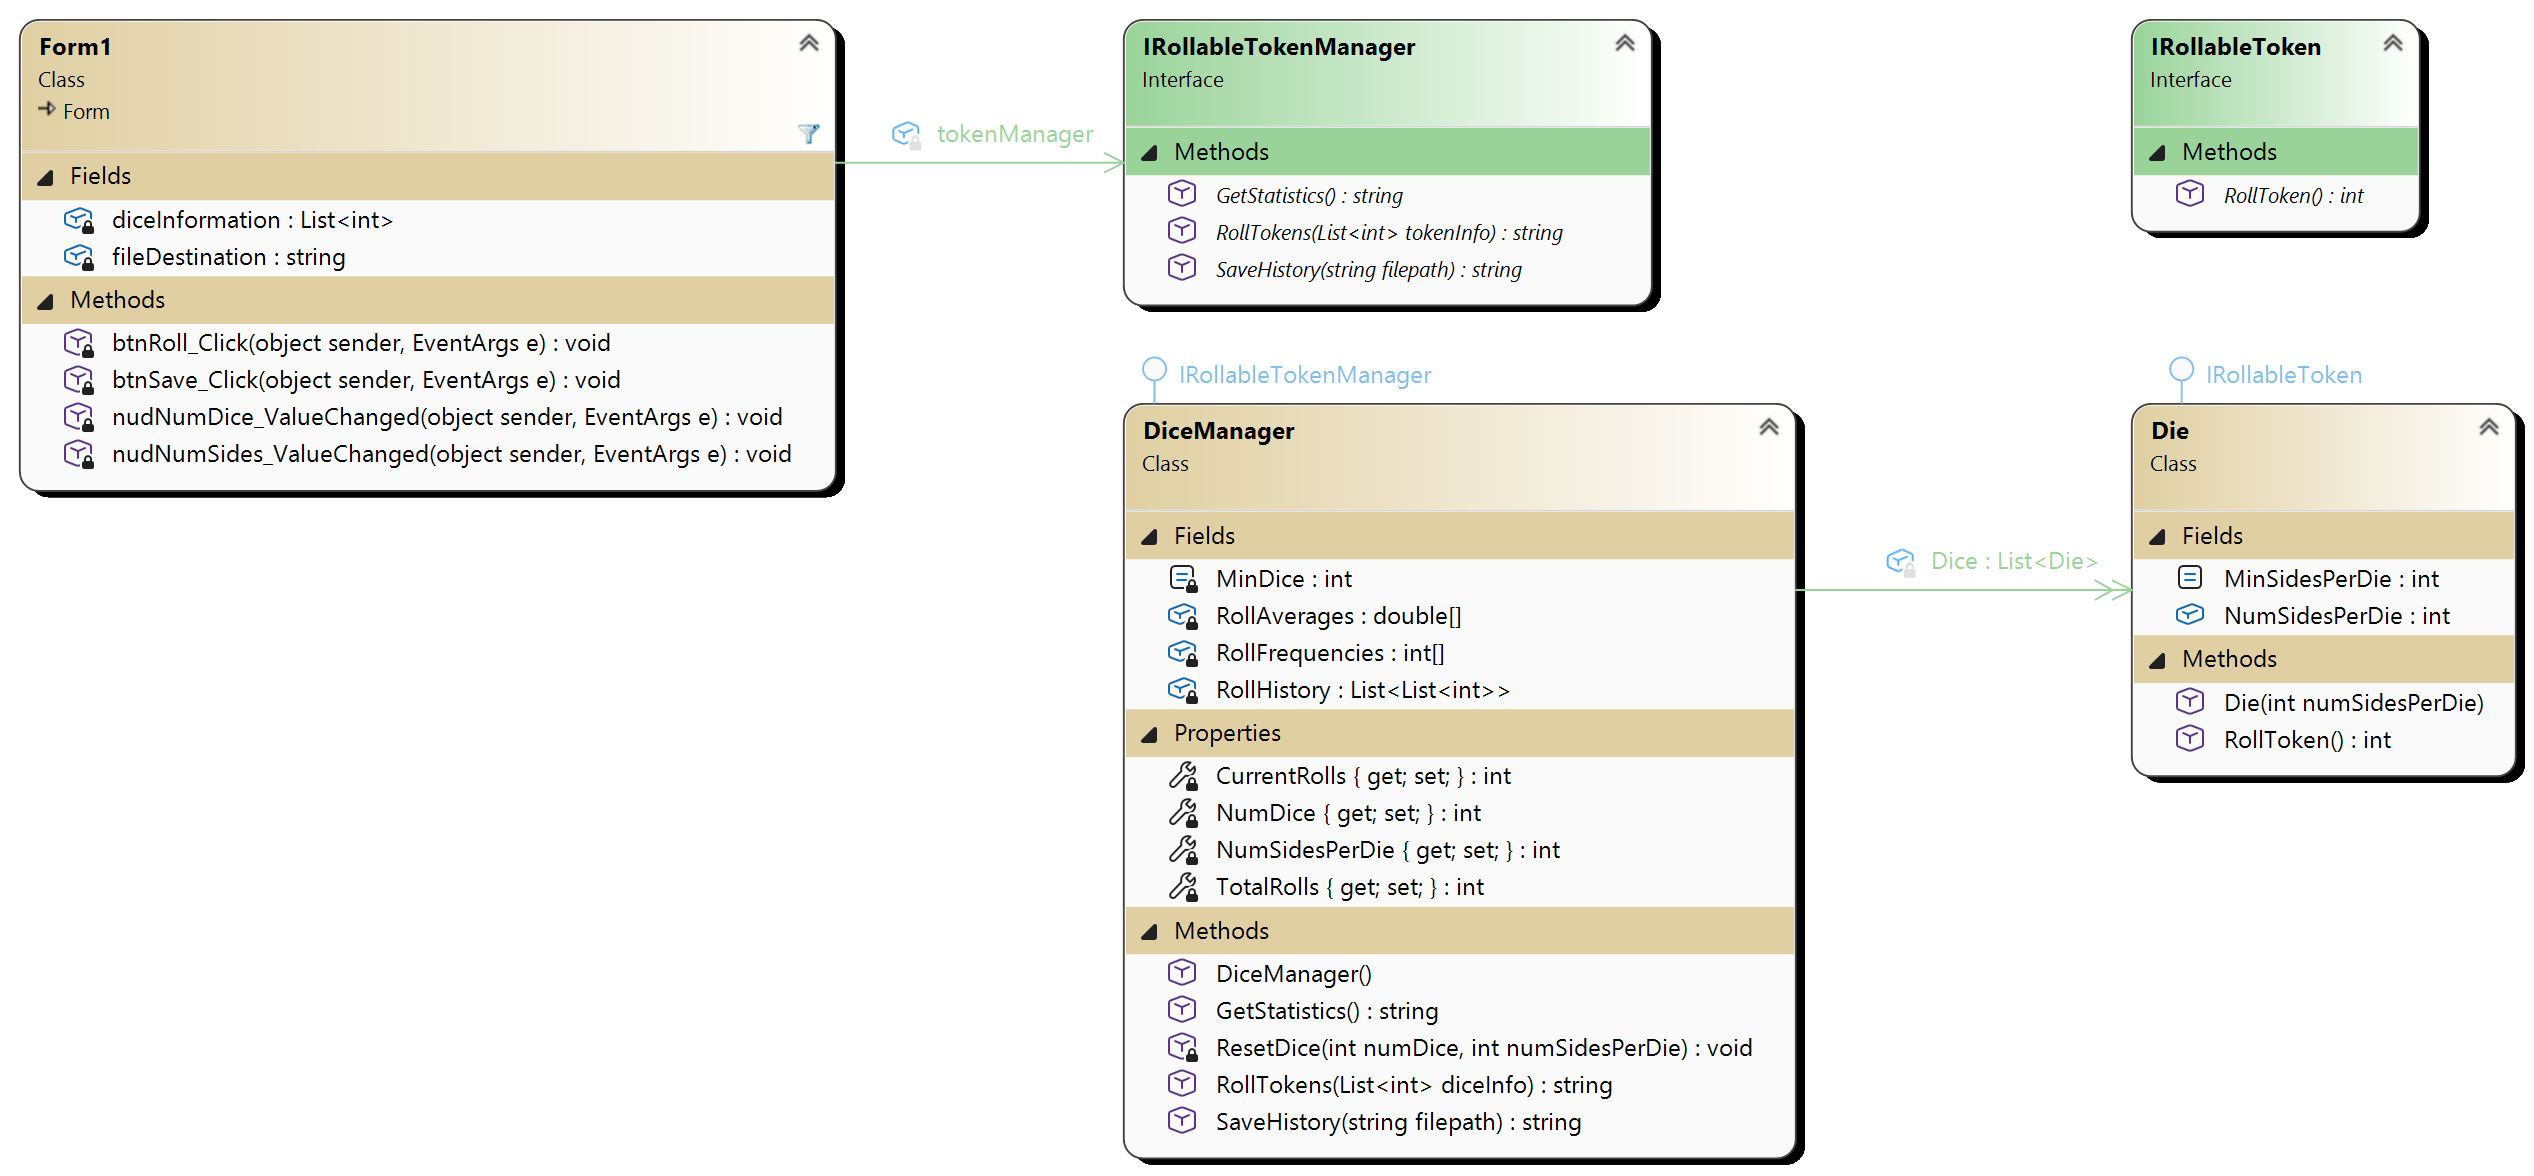 Form1
Class
Form
Fields
diceInformation : List<int>
fileDestination : string
Methods
btnRoll_Click(object sender, EventArgs e) : void
btnSave_Click(object sender, EventArgs e) : void
nudNumDice_ValueChanged(object sender, EventArgs e) : void
nudNumSides_ValueChanged(object sender, EventArgs e) : void
tokenManager
IRollableTokenManager
Interface
Methods
GetStatistics() : string
RollTokens(List<int> tokenInfo) : string
SaveHistory(string filepath) : string
IRollableToken
Interface
Methods
RollToken() : int
IRollableTokenManager
DiceManager
Class
Fields
MinDice : int
RollAverages : double[]
RollFrequencies : int[]
RollHistory : List<List<int>>
Properties
CurrentRolls { get; set; } : int
NumDice { get; set; } : int
NumSidesPerDie { get; set; } : int
TotalRolls { get; set; } : int
Methods
DiceManager()
GetStatistics() : string
ResetDice(int numDice, int numSidesPerDie) : void
RollTokens(List<int> diceInfo) : string
SaveHistory(string filepath) : string
Dice : List<Die>
IRollableToken
Die
Class
Fields
MinSidesPerDie : int
NumSidesPerDie : int
Methods
Die(int numSidesPerDie)
RollToken() : int